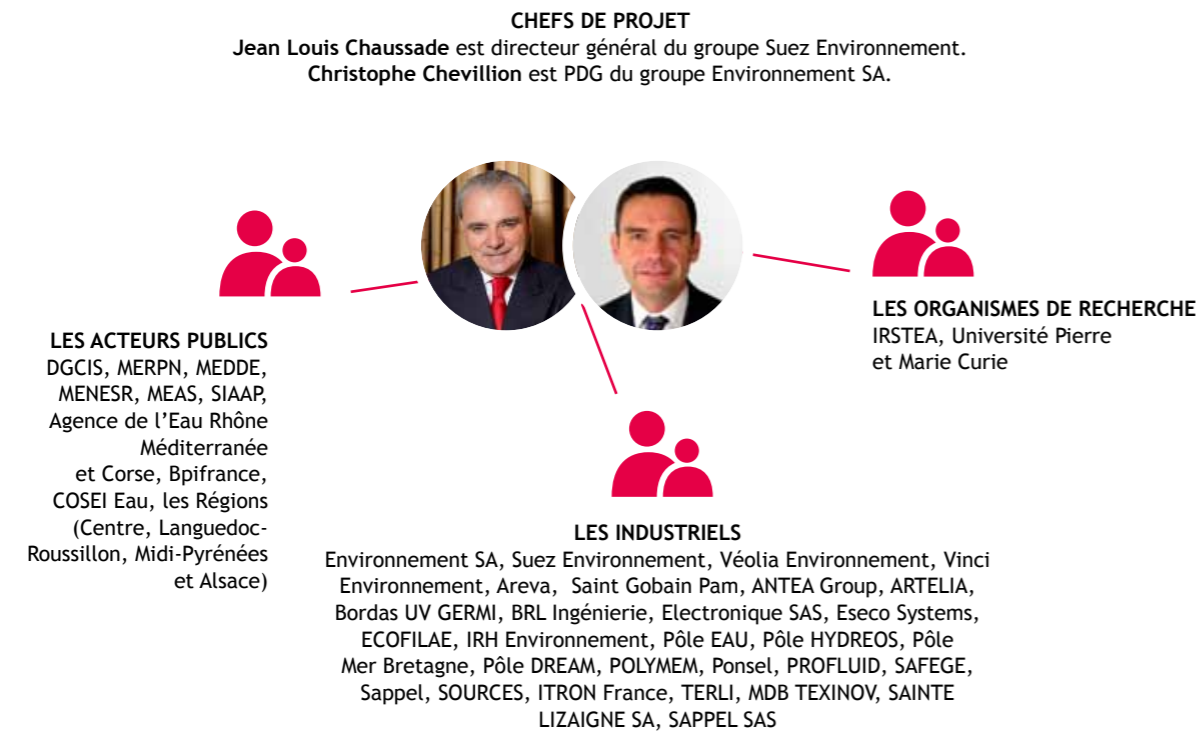 CHEFS DE PROJET
Jean Louis Chaussade est directeur général du groupe Suez Environnement.
Christophe Chevillion est PDG du groupe Environnement SA.
LES ACTEURS PUBLICS
DGCIS, MERPN, MEDDE,
MENESR, MEAS, SIAAP,
Agence de l’Eau Rhône
Méditerranée
et Corse, Bpifrance,
COSEI Eau, les Régions
(Centre, Languedoc-
Roussillon, Midi-Pyrénées
et Alsace)
LES INDUSTRIELS
Environnement SA, Suez Environnement, Véolia Environnement, Vinci
Environnement, Areva, Saint Gobain Pam, ANTEA Group, ARTELIA,
Bordas UV GERMI, BRL Ingénierie, Electronique SAS, Eseco Systems,
ECOFILAE, IRH Environnement, Pôle EAU, Pôle HYDREOS, Pôle
Mer Bretagne, Pôle DREAM, POLYMEM, Ponsel, PROFLUID, SAFEGE,
Sappel, SOURCES, ITRON France, TERLI, MDB TEXINOV, SAINTE
LIZAIGNE SA, SAPPEL SAS
LES ORGANISMES DE RECHERCHE
IRSTEA, Université Pierre
et Marie Curie